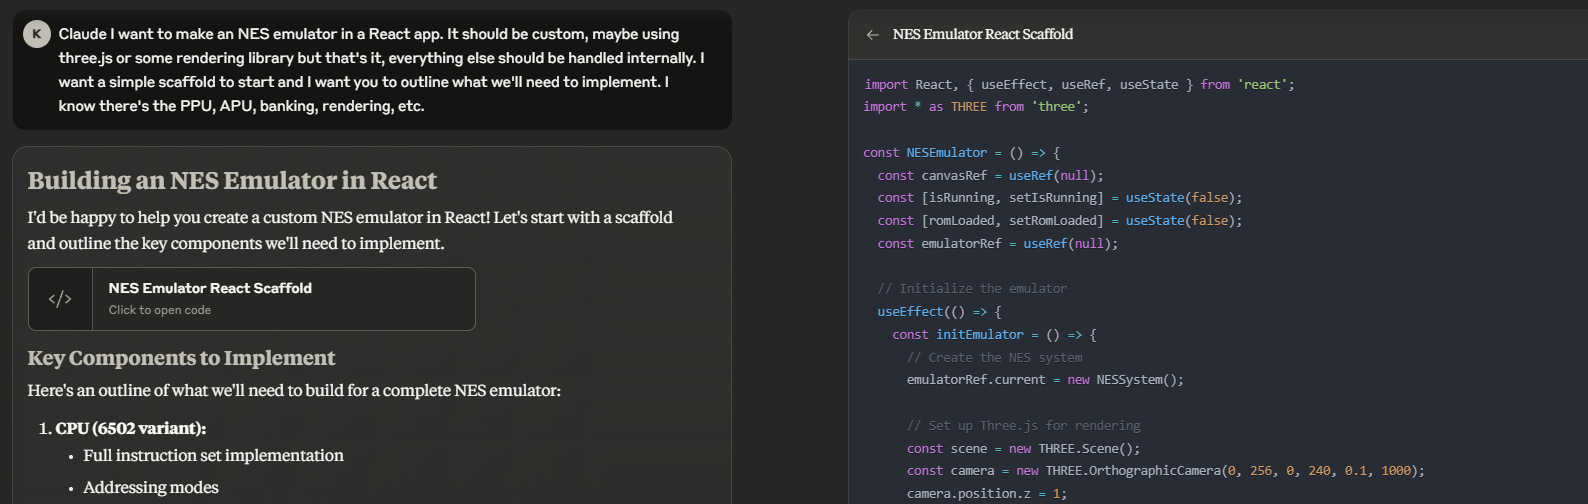 K
Claude I want to make an NES emulator in a React app. It should be custom, maybe using
three.js or some rendering library but that's it, everything else should be handled internally. I
want a simple scaffold to start and I want you to outline what we'll need to implement. I
know there's the PPU, APU, banking, rendering, etc.
Building an NES Emulator in React
I'd be happy to help you create a custom NES emulator in React! Let's start with a scaffold
and outline the key components we'll need to implement.
</>
NES Emulator React Scaffold
Click to open code
Key Components to Implement
Here's an outline of what we'll need to build for a complete NES emulator:
1. CPU (6502 variant):
• Full instruction set implementation
• Addressing modes
← NES Emulator React Scaffold
import React, { useEffect, useRef, useState } from 'react';
import * as THREE from 'three';
const NESEmulator = () => {
  const canvasRef = useRef(null);
  const [isRunning, setIsRunning] = useState(false);
  const [romLoaded, setRomLoaded] = useState(false);
  const emulatorRef = useRef(null);
  // Initialize the emulator
  useEffect(() => {
    const initEmulator = () => {
      // Create the NES system
      emulatorRef.current = new NESSystem();
      // Set up Three.js for rendering
      const scene = new THREE.Scene();
      const camera = new THREE.OrthographicCamera(0, 256, 0, 240, 0.1, 1000);
      camera.position.z = 1;